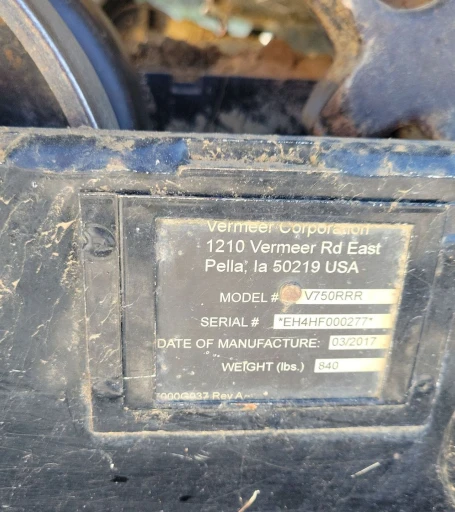 Vermeer Corporation
1210 Vermeer Rd East
Pella, Ia 50219 USA
MODEL # V750RRR
SERIAL # *EH4HF000277*
DATE OF MANUFACTURE: 03/2017
WEIGHT (lbs.) 840
Rev A